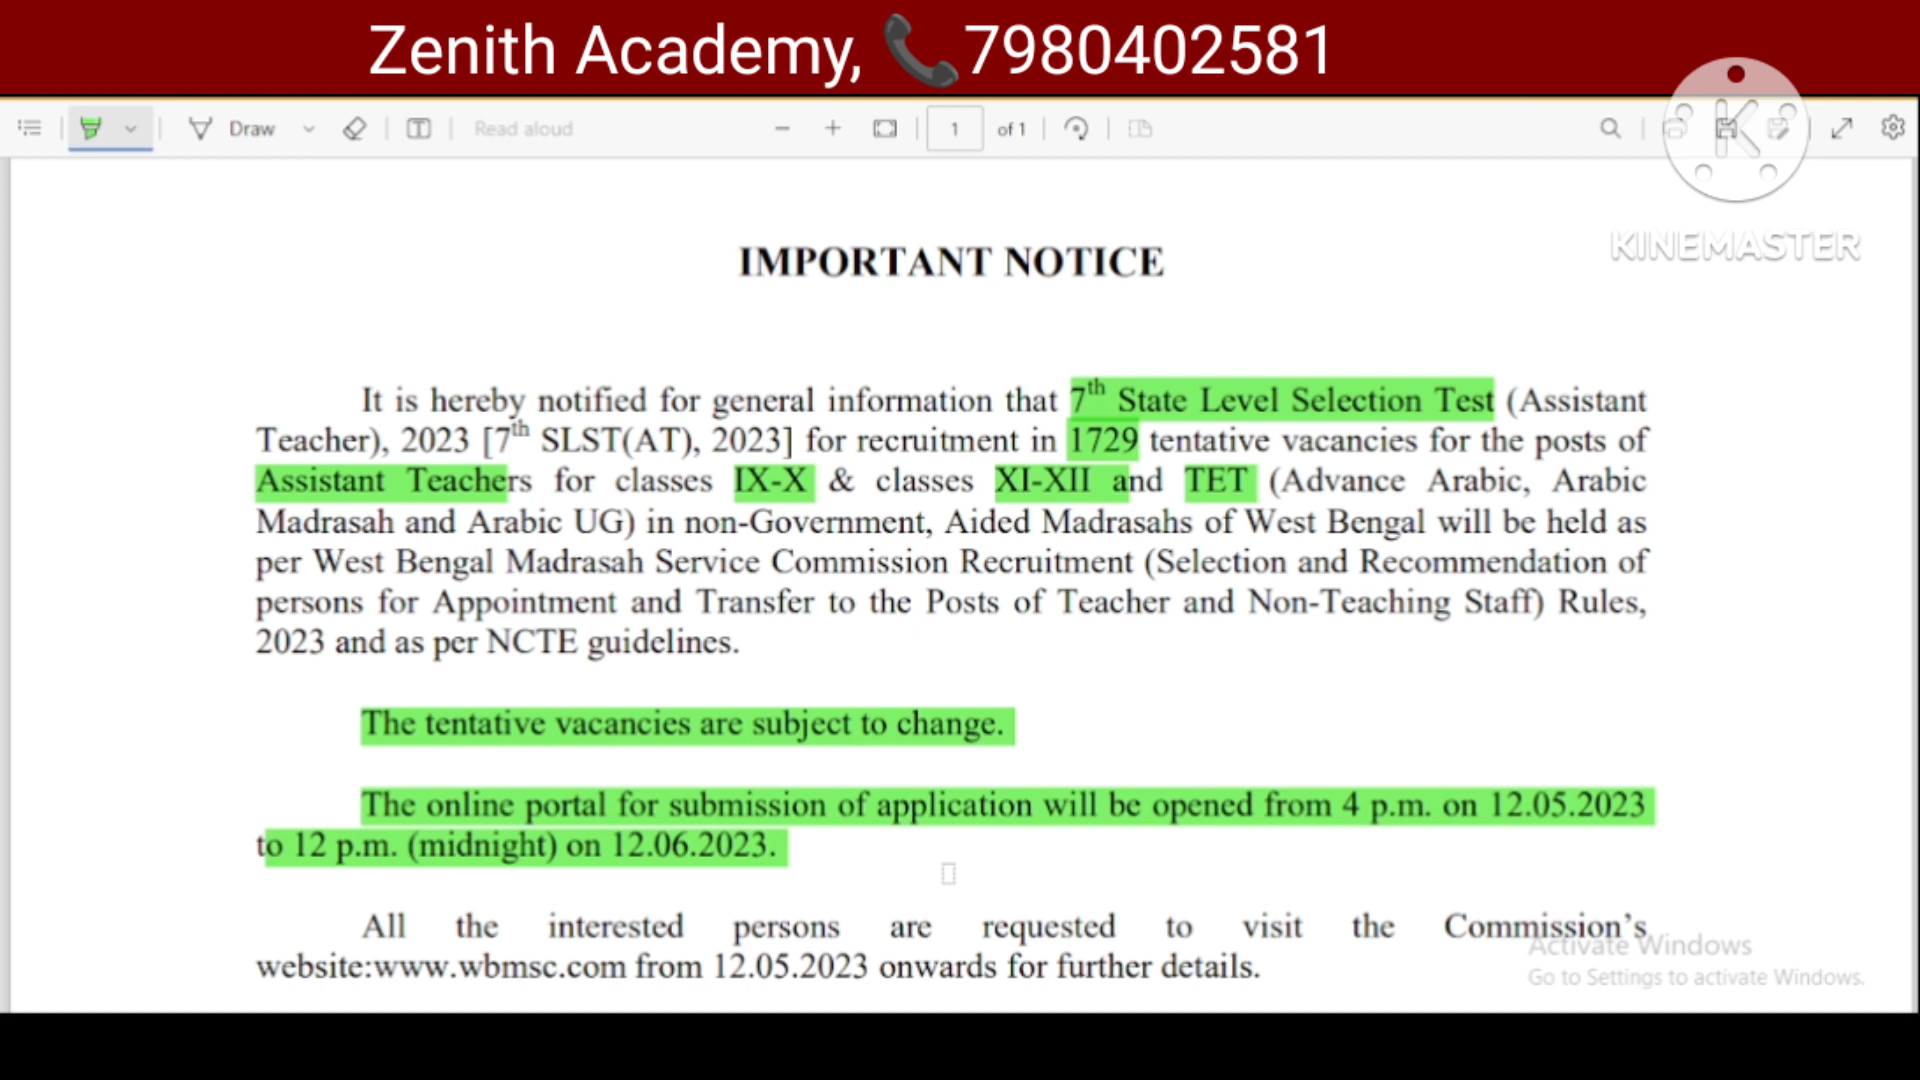 Zenith Academy, 📞7980402581
Draw
Read aloud
1 of 1
K
KINEMASTER
IMPORTANT NOTICE
It is hereby notified for general information that 7th State Level Selection Test (Assistant
Teacher), 2023 [7th SLST(AT), 2023] for recruitment in 1729 tentative vacancies for the posts of
Assistant Teachers for classes IX-X & classes XI-XII and TET (Advance Arabic, Arabic
Madrasah and Arabic UG) in non-Government, Aided Madrasahs of West Bengal will be held as
per West Bengal Madrasah Service Commission Recruitment (Selection and Recommendation of
persons for Appointment and Transfer to the Posts of Teacher and Non-Teaching Staff) Rules,
2023 and as per NCTE guidelines.
The tentative vacancies are subject to change.
The online portal for submission of application will be opened from 4 p.m. on 12.05.2023
to 12 p.m. (midnight) on 12.06.2023.
All the interested persons are requested to visit the Commission's
website:www.wbmsc.com from 12.05.2023 onwards for further details.
Activate Windows
Go to Settings to activate Windows.